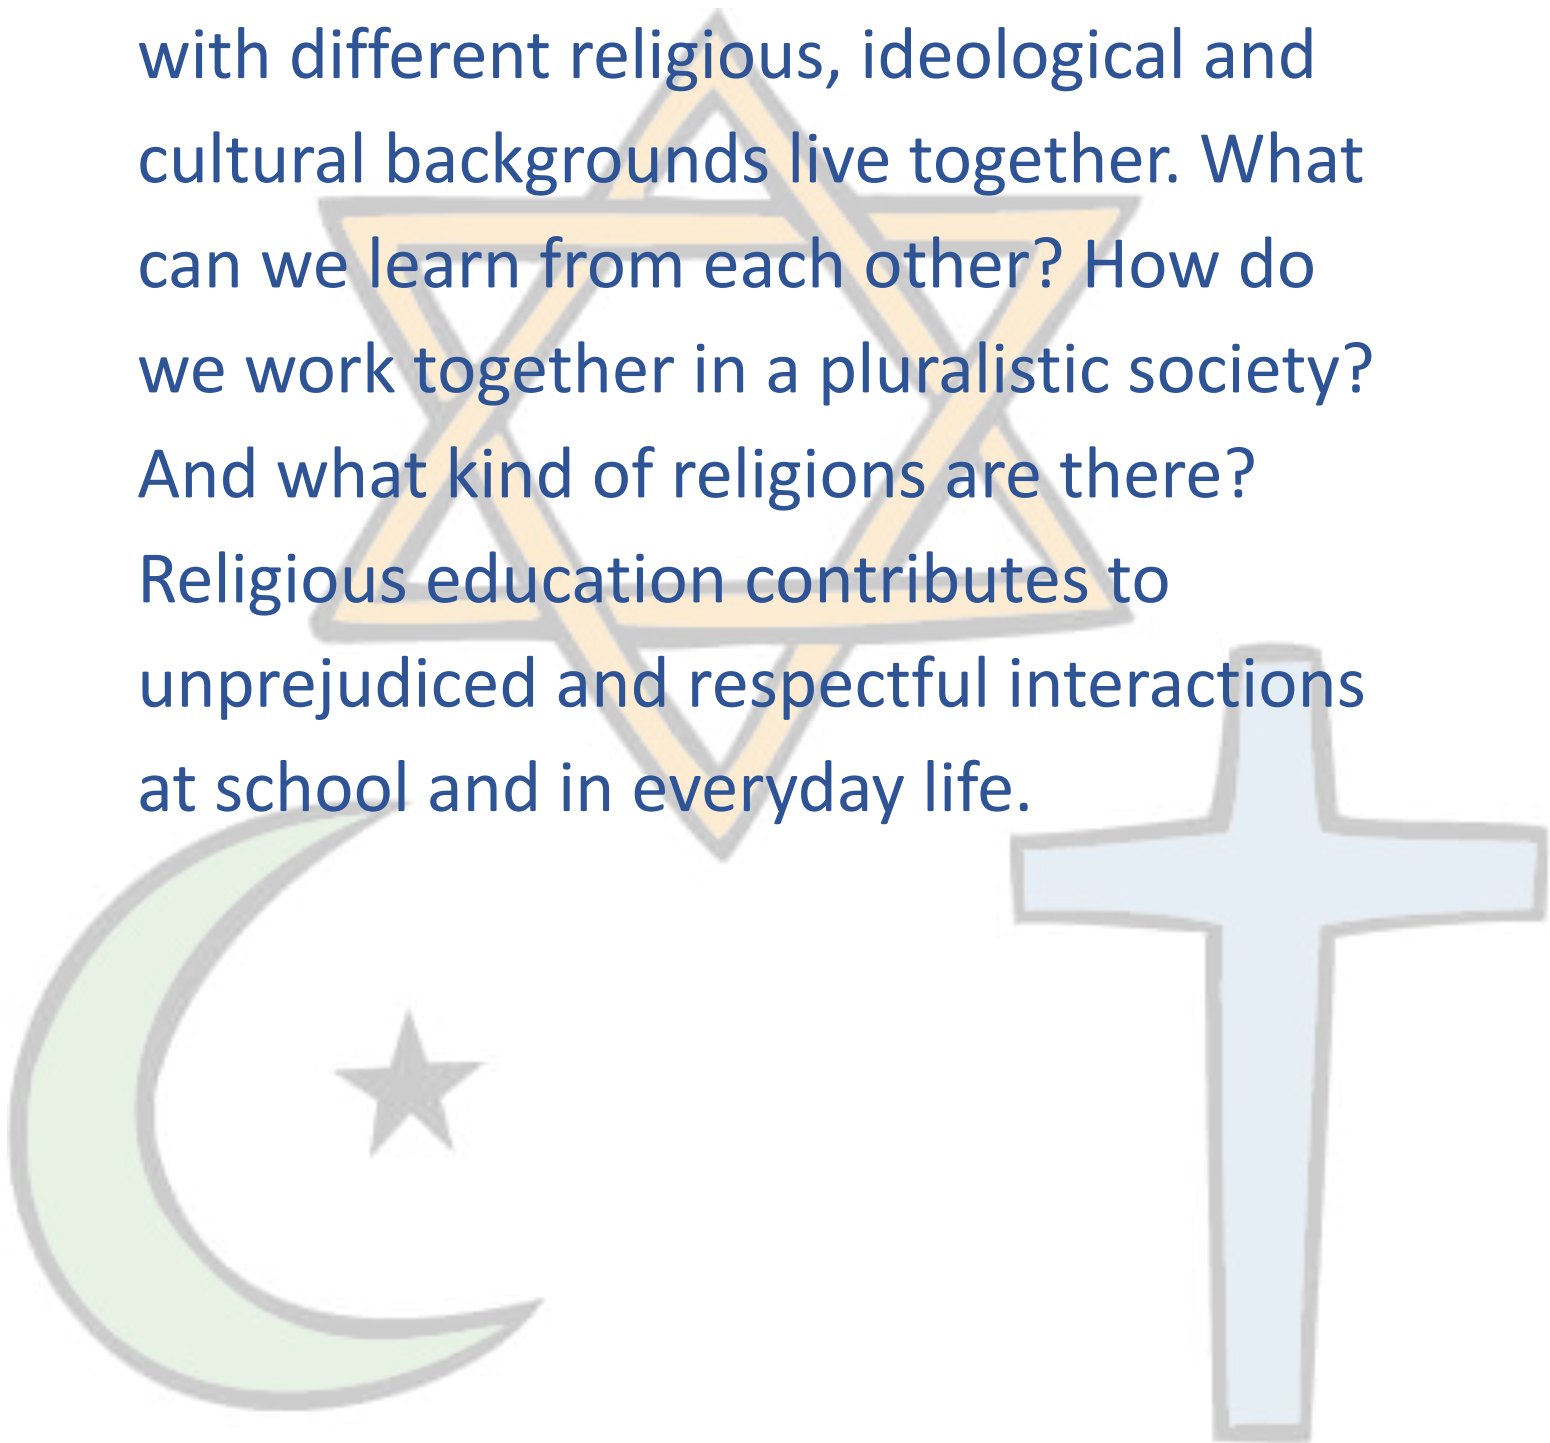 with different religious, ideological and
cultural backgrounds live together. What
can we learn from each other? How do
we work together in a pluralistic society?
And what kind of religions are there?
Religious education contributes to
unprejudiced and respectful interactions
at school and in everyday life.